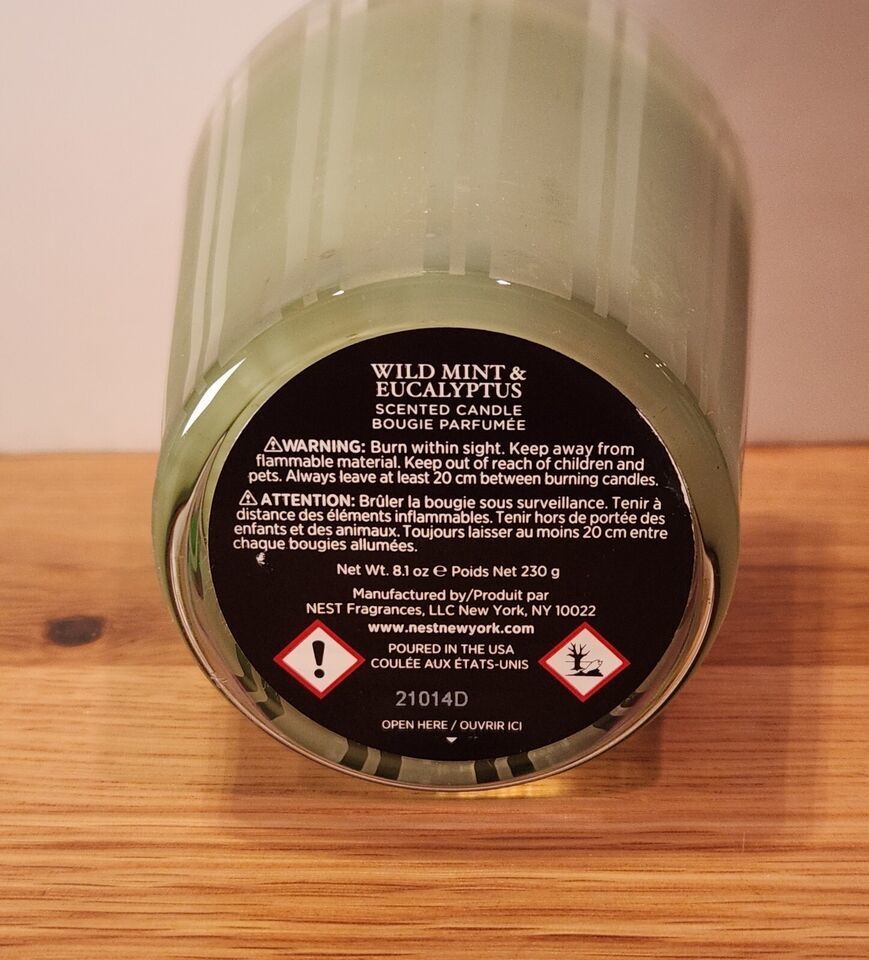 WILD MINT &
EUCALYPTUS
SCENTED CANDLE
BOUGIE PARFUMÉE
⚠WARNING: Burn within sight. Keep away from
flammable material. Keep out of reach of children and
pets. Always leave at least 20 cm between burning candles.
⚠ ATTENTION: Brûler la bougie sous surveillance. Tenir à
distance des éléments inflammables. Tenir hors de portée des
enfants et des animaux. Toujours laisser au moins 20 cm entre
chaque bougies allumées.
Net Wt. 8.1 oz ℮ Poids Net 230 g
Manufactured by/Produit par
NEST Fragrances, LLC New York, NY 10022
www.nestnewyork.com
POURED IN THE USA
COULÉE AUX ÉTATS-UNIS
21014D
OPEN HERE / OUVRIR ICI